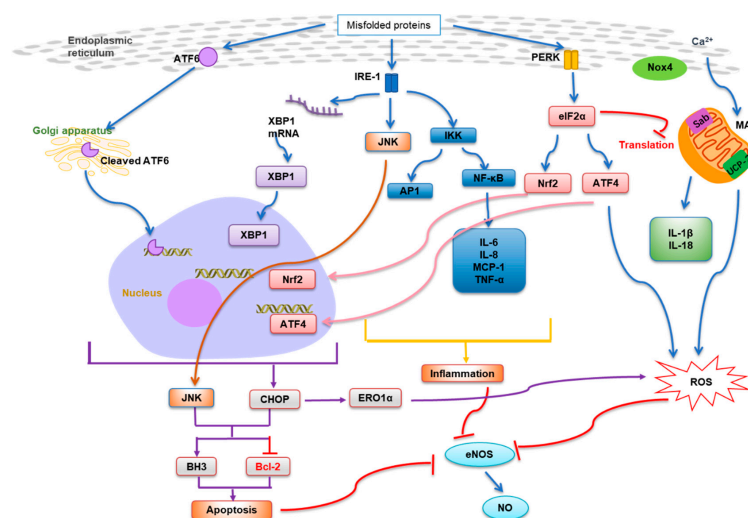 Misfolded proteins
Endoplasmic
reticulum
ATF6
PERK
Ca²⁺
Nox4
IRE-1
XBP1
mRNA
JNK
IKK
eIF2α
Translation
Sab
MA
UCP-
Golgi apparatus
Cleaved ATF6
XBP1
AP1
NF-κB
Nrf2
ATF4
XBP1
IL-6
IL-8
MCP-1
TNF-α
IL-1β
IL-18
Nucleus
Nrf2
ATF4
Inflammation
ROS
JNK
CHOP
ERO1α
eNOS
BH3
Bcl-2
Apoptosis
NO